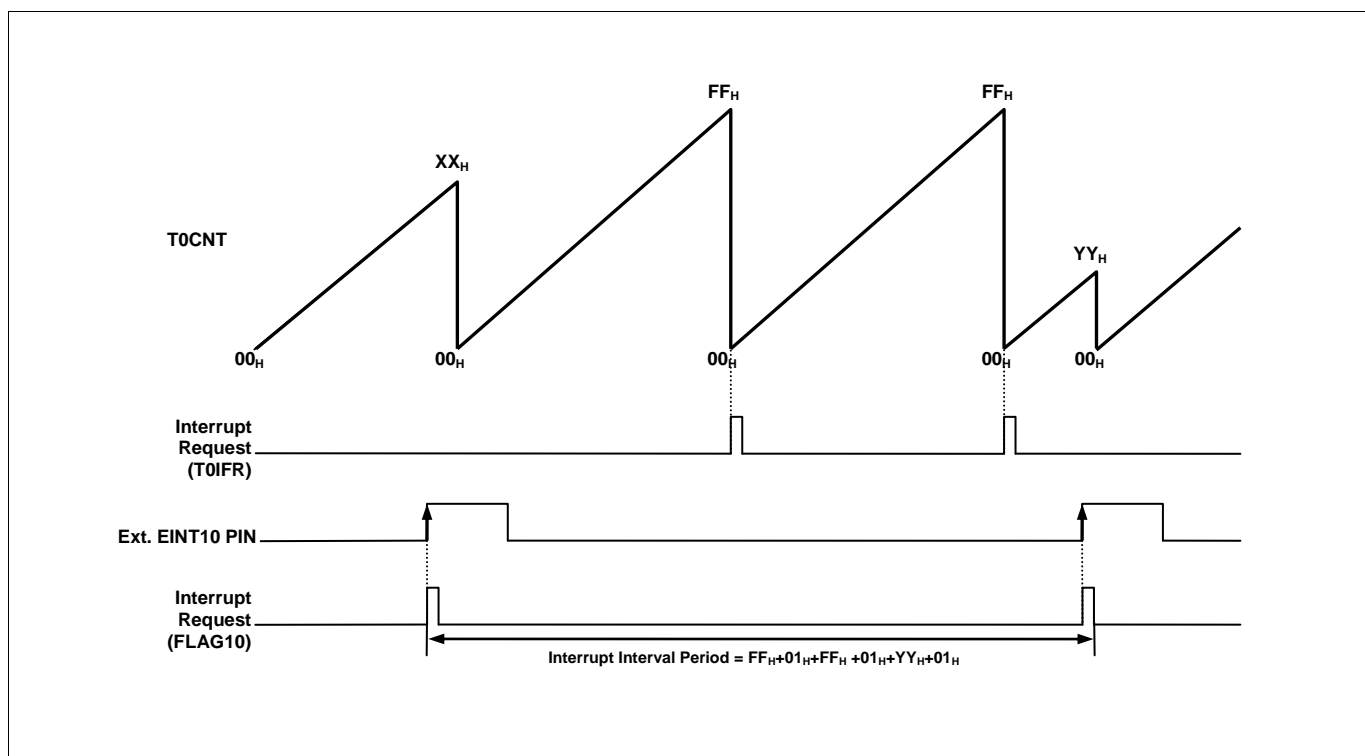 FFH FFH
XXH
T0CNT
YYH
00H 00H 00H 00H 00H
Interrupt
Request
(T0IFR)
Ext. EINT10 PIN
Interrupt
Request
(FLAG10)
Interrupt Interval Period = FFH+01H+FFH +01H+YYH+01H